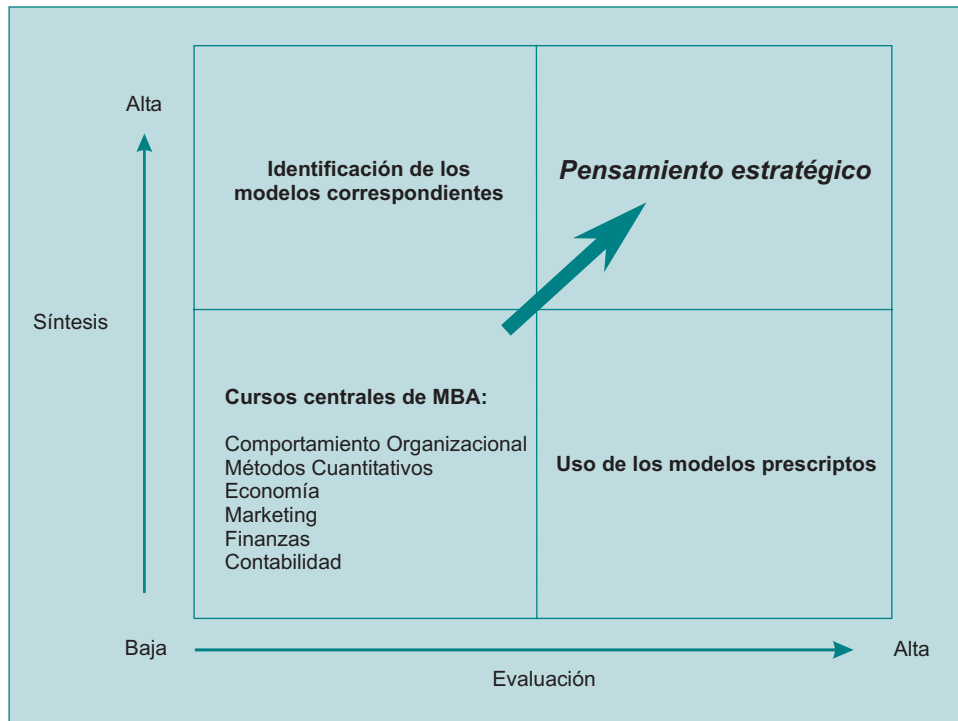 Alta
Identificación de los
modelos correspondientes
Pensamiento estratégico
Síntesis
Cursos centrales de MBA:
Comportamiento Organizacional
Métodos Cuantitativos
Economía
Marketing
Finanzas
Contabilidad
Uso de los modelos prescriptos
Baja
Alta
Evaluación